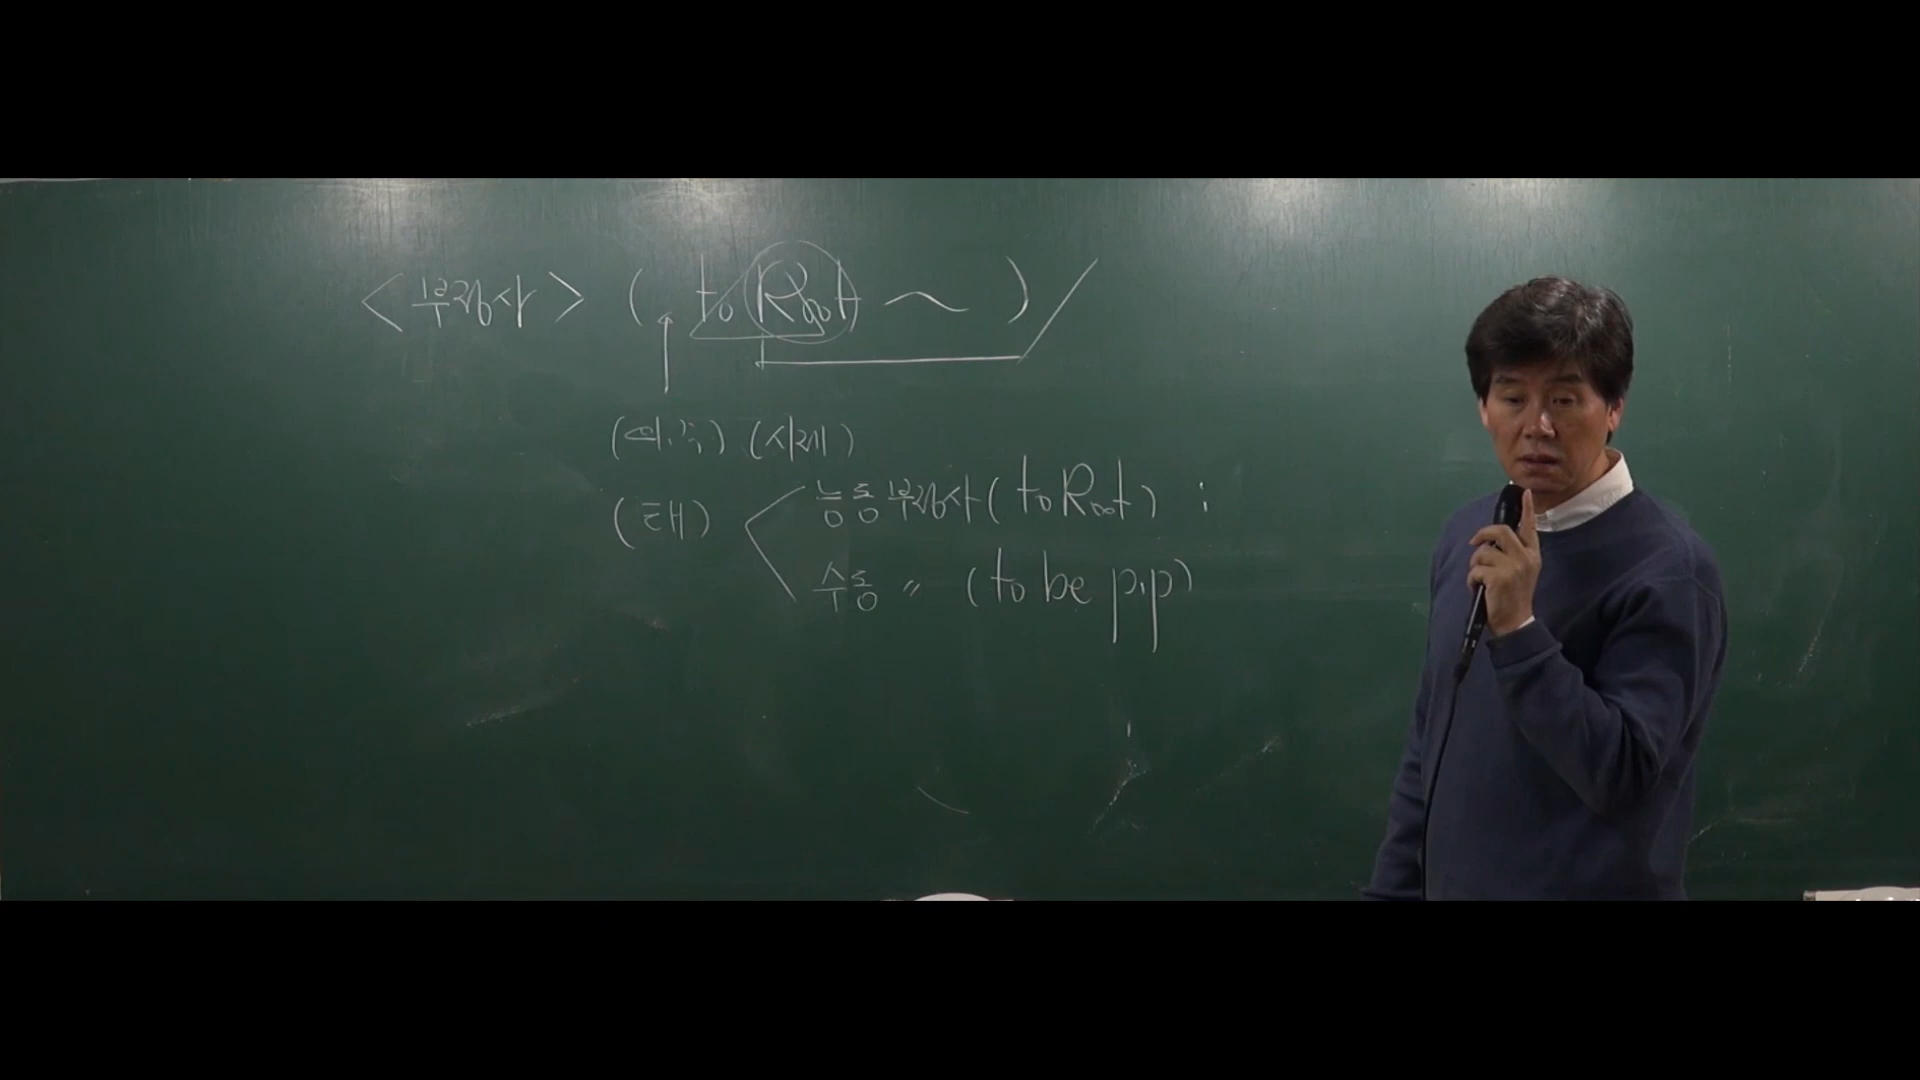 <부정사> ( to Root ~ )
(의.주) (시제)
(태) < 능동부정사 (to Root) :
수동 〃 (to be p.p)